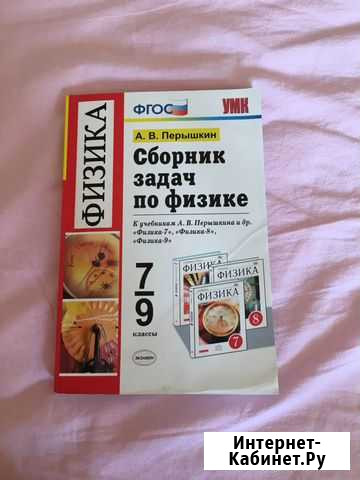 ФИЗИКА
ФГОС
УМК
А. В. Перышкин
Сборник
задач
по физике
К учебникам А. В. Перышкина и др.
«Физика-7», «Физика-8»,
«Физика-9»
7
9
классы
ФИЗИКА
ФИЗИКА
ФИЗИКА
7
8
ЭКЗАМЕН
Интернет-
Кабинет.Ру